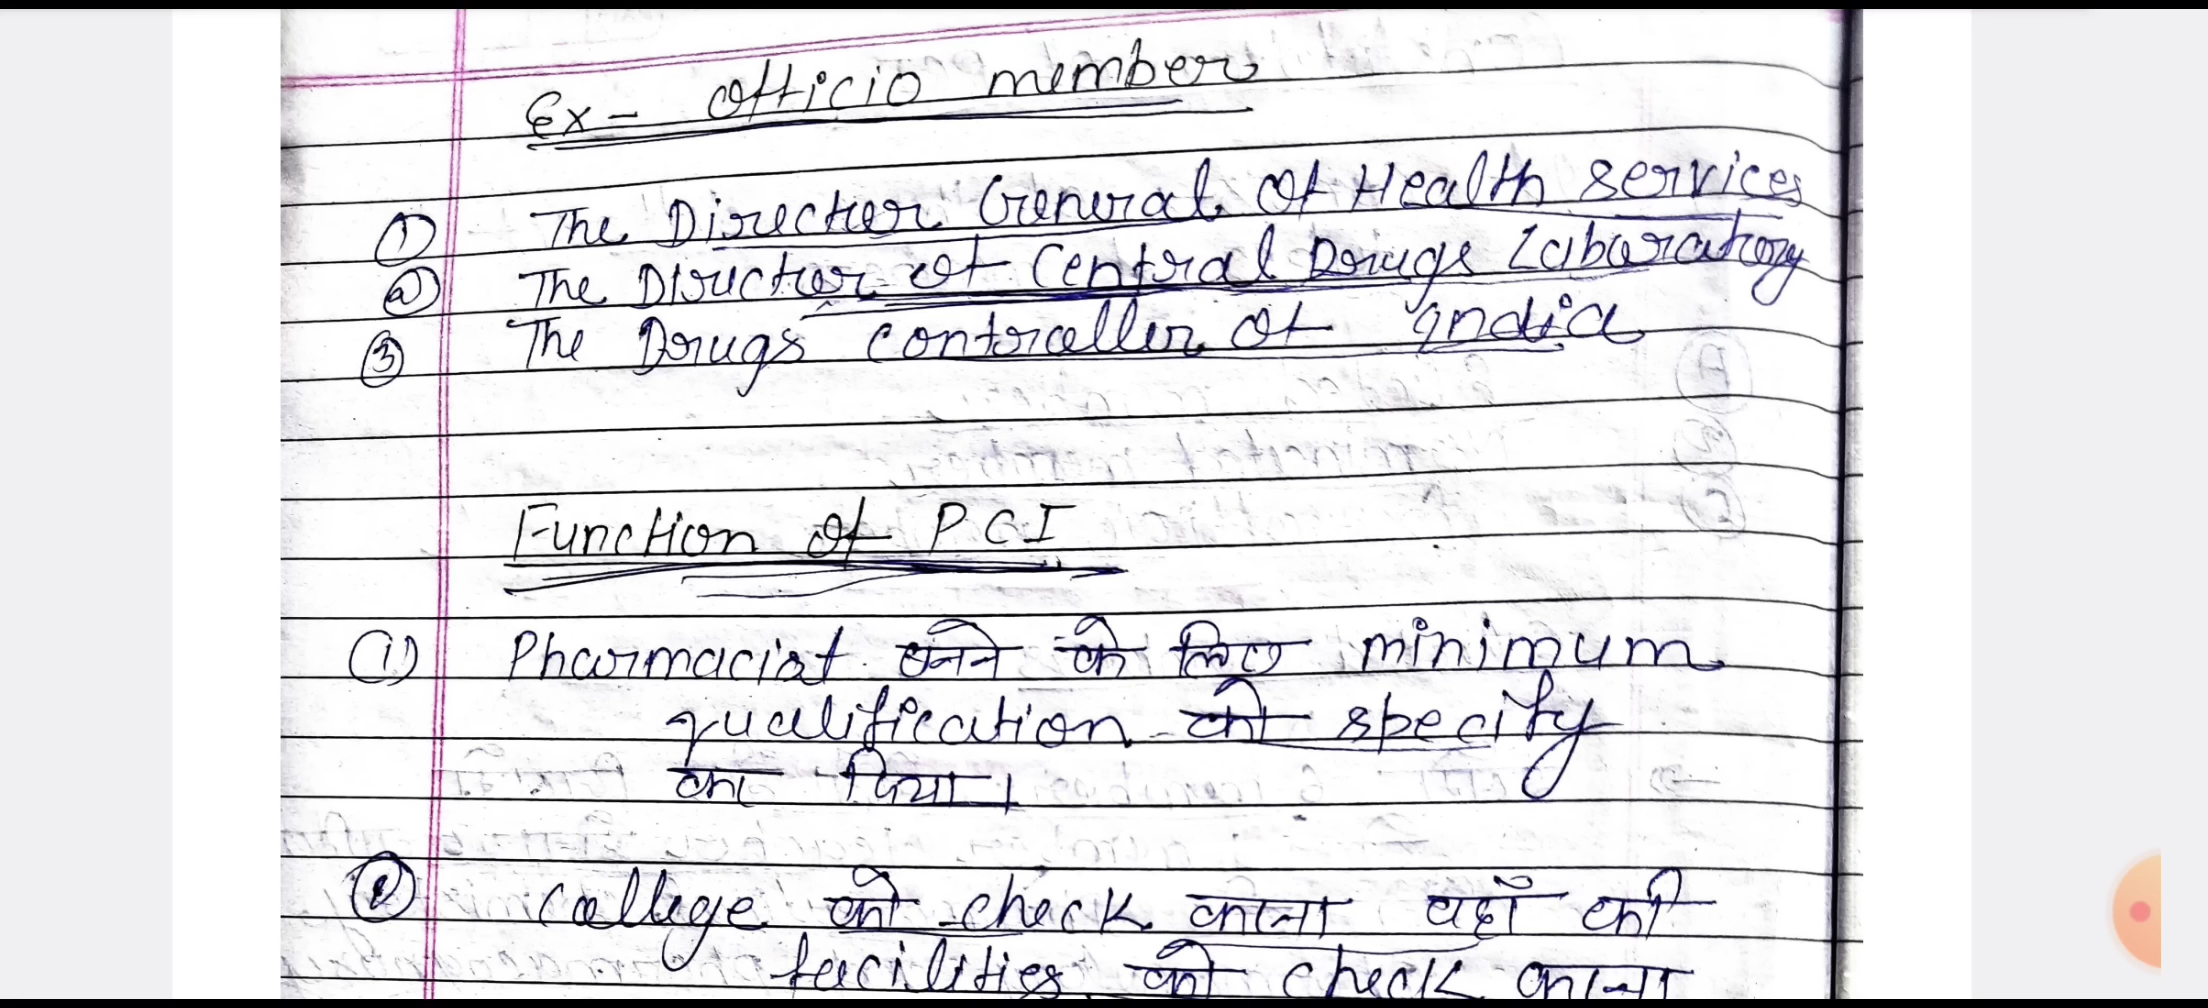 Ex- officio member
① The Director General of Health services
② The Director of Central Drugs Laboratory
③ The Drugs controller of India
Function of PCI
① Pharmacist बनने के लिए minimum
qualification को specify
कर दिया।
② college को check करना वहाँ की
facilities को check करना